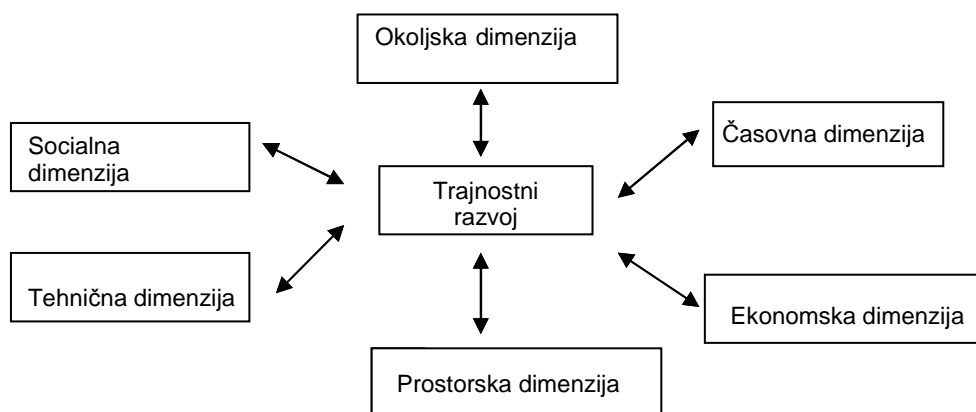 Okoljska dimenzija
Socialna
dimenzija
Časovna dimenzija
Trajnostni
razvoj
Tehnična dimenzija
Ekonomska dimenzija
Prostorska dimenzija